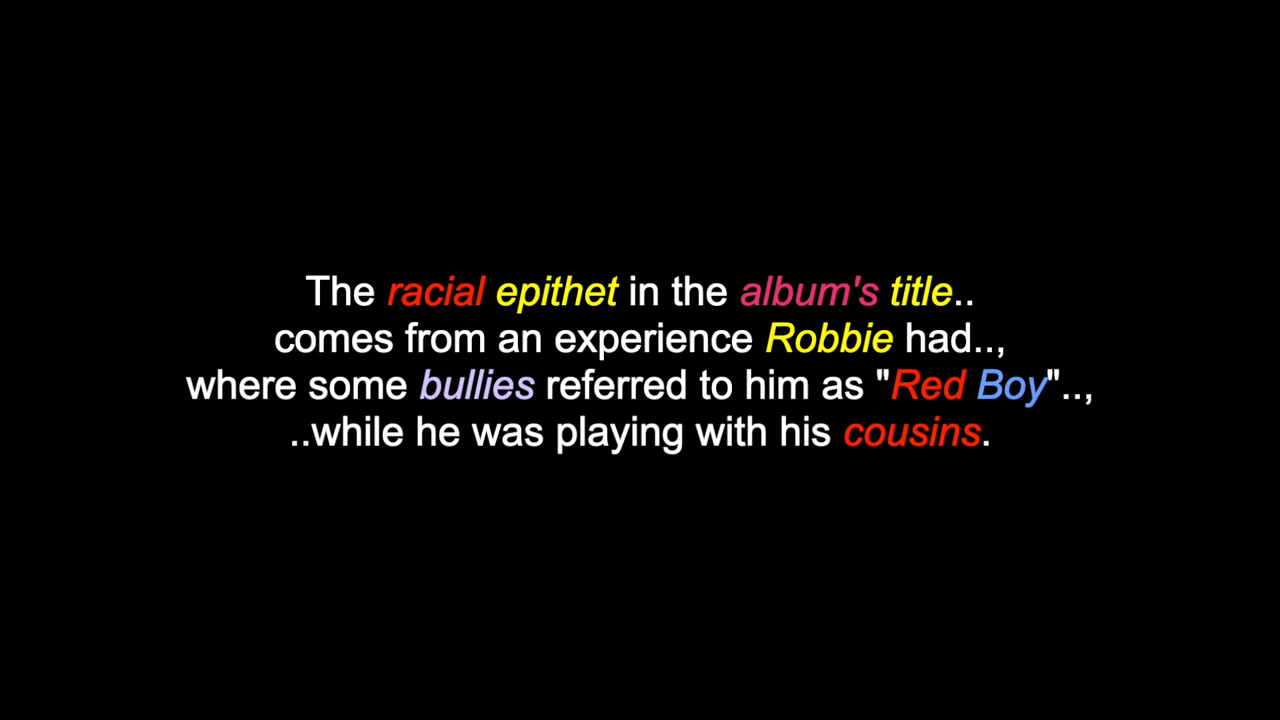 The racial epithet in the album's title..
comes from an experience Robbie had..,
where some bullies referred to him as "Red Boy"..,
..while he was playing with his cousins.